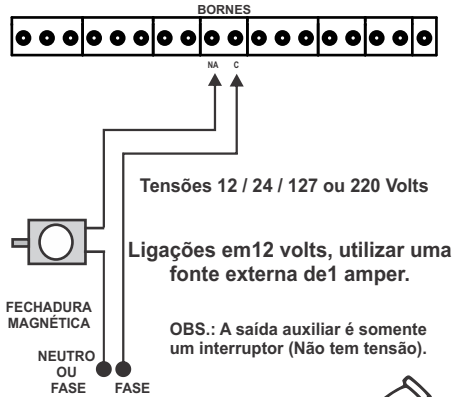 BORNES
NA C
Tensões 12 / 24 / 127 ou 220 Volts
Ligações em12 volts, utilizar uma
fonte externa de1 amper.
FECHADURA
MAGNÉTICA
OBS.: A saída auxiliar é somente
um interruptor (Não tem tensão).
NEUTRO
OU
FASE FASE